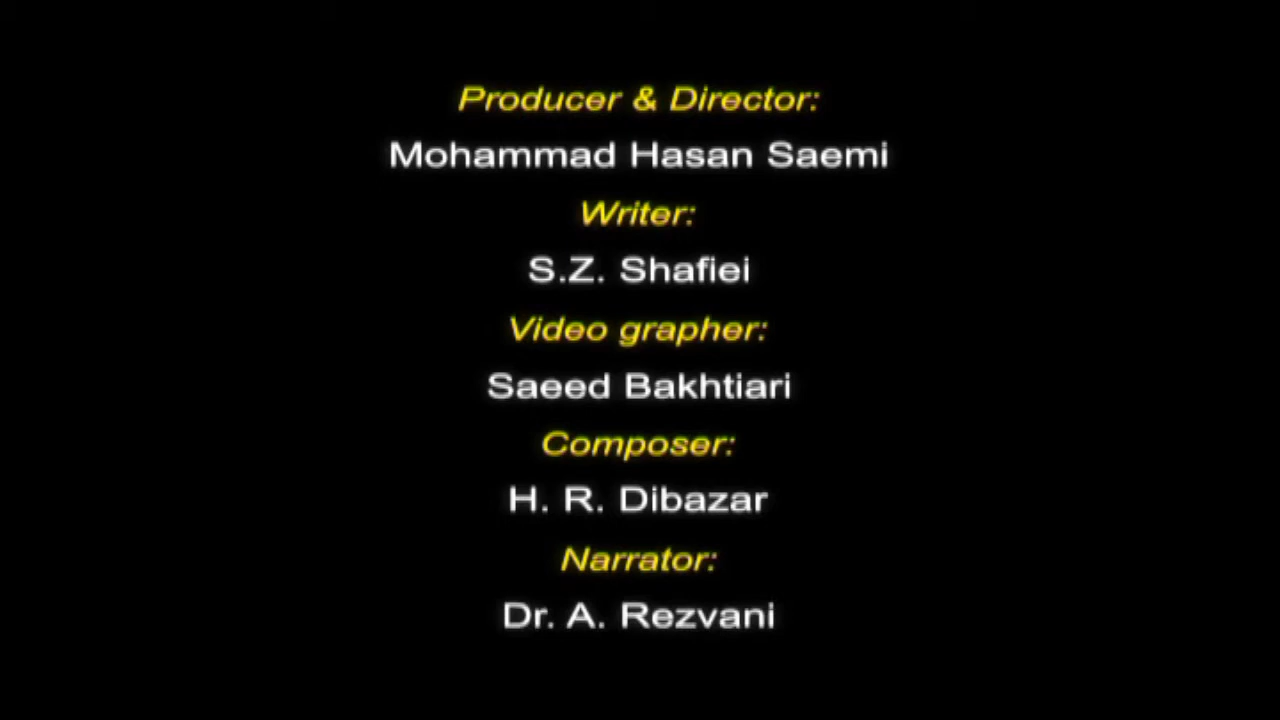 Producer & Director:
Mohammad Hasan Saemi
Writer:
S.Z. Shafiei
Video grapher:
Saeed Bakhtiari
Composer:
H. R. Dibazar
Narrator:
Dr. A. Rezvani